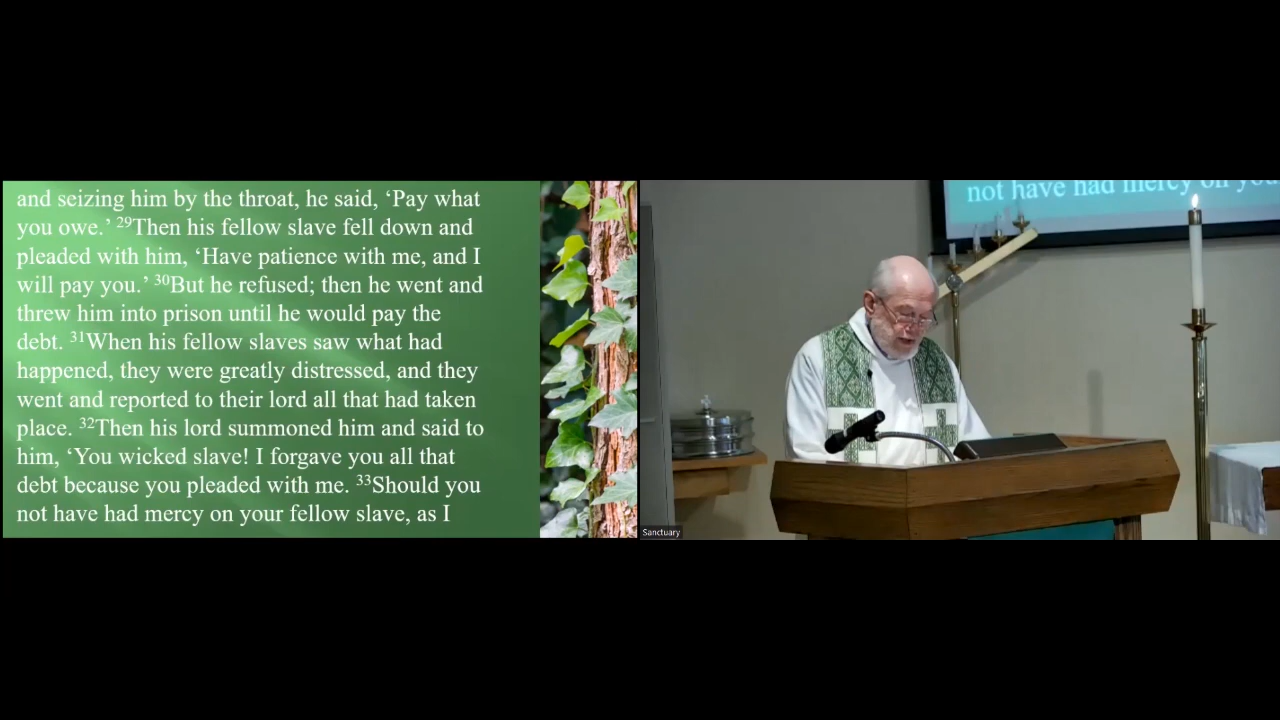 and seizing him by the throat, he said, ‘Pay what
you owe.’ ²⁹Then his fellow slave fell down and
pleaded with him, ‘Have patience with me, and I
will pay you.’ ³⁰But he refused; then he went and
threw him into prison until he would pay the
debt. ³¹When his fellow slaves saw what had
happened, they were greatly distressed, and they
went and reported to their lord all that had taken
place. ³²Then his lord summoned him and said to
him, ‘You wicked slave! I forgave you all that
debt because you pleaded with me. ³³Should you
not have had mercy on your fellow slave, as I
not have had mercy on you
Sanctuary